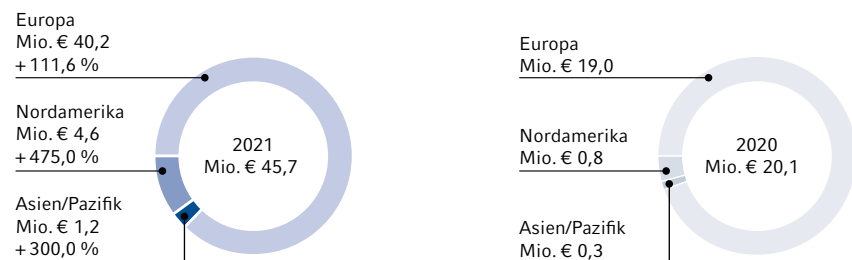 Europa
Mio. € 40,2
+ 111,6 %
Nordamerika
Mio. € 4,6
+ 475,0 %
Asien/Pazifik
Mio. € 1,2
+ 300,0 %
2021
Mio. € 45,7
Europa
Mio. € 19,0
Nordamerika
Mio. € 0,8
Asien/Pazifik
Mio. € 0,3
2020
Mio. € 20,1